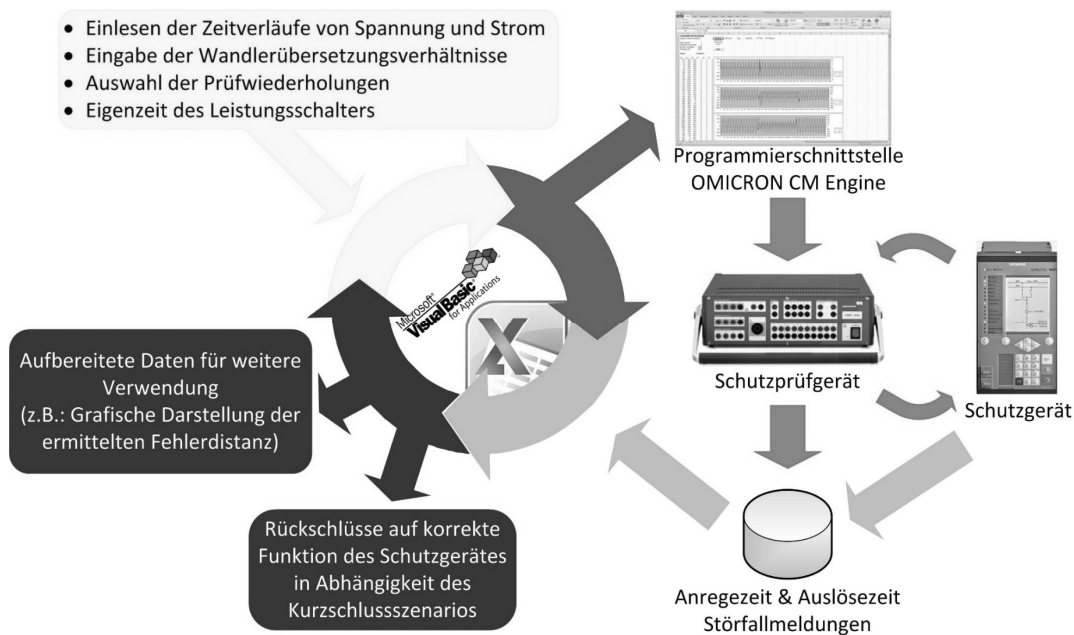 • Einlesen der Zeitverläufe von Spannung und Strom
• Eingabe der Wandlerübersetzungsverhältnisse
• Auswahl der Prüfwiederholungen
• Eigenzeit des Leistungsschalters
Programmierschnittstelle
OMICRON CM Engine
Microsoft®
Visual Basic®
for Applications
Schutzprüfgerät
Schutzgerät
Aufbereitete Daten für weitere
Verwendung
(z.B.: Grafische Darstellung der
ermittelten Fehlerdistanz)
Rückschlüsse auf korrekte
Funktion des Schutzgerätes
in Abhängigkeit des
Kurzschlussszenarios
Anregezeit & Auslösezeit
Störfallmeldungen